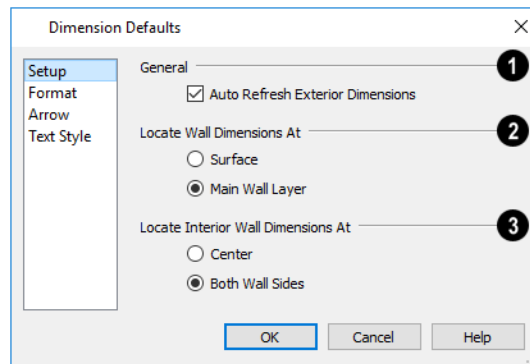 Dimension Defaults
Setup
Format
Arrow
Text Style
General
1
Auto Refresh Exterior Dimensions
Locate Wall Dimensions At
2
Surface
Main Wall Layer
Locate Interior Wall Dimensions At
3
Center
Both Wall Sides
OK
Cancel
Help